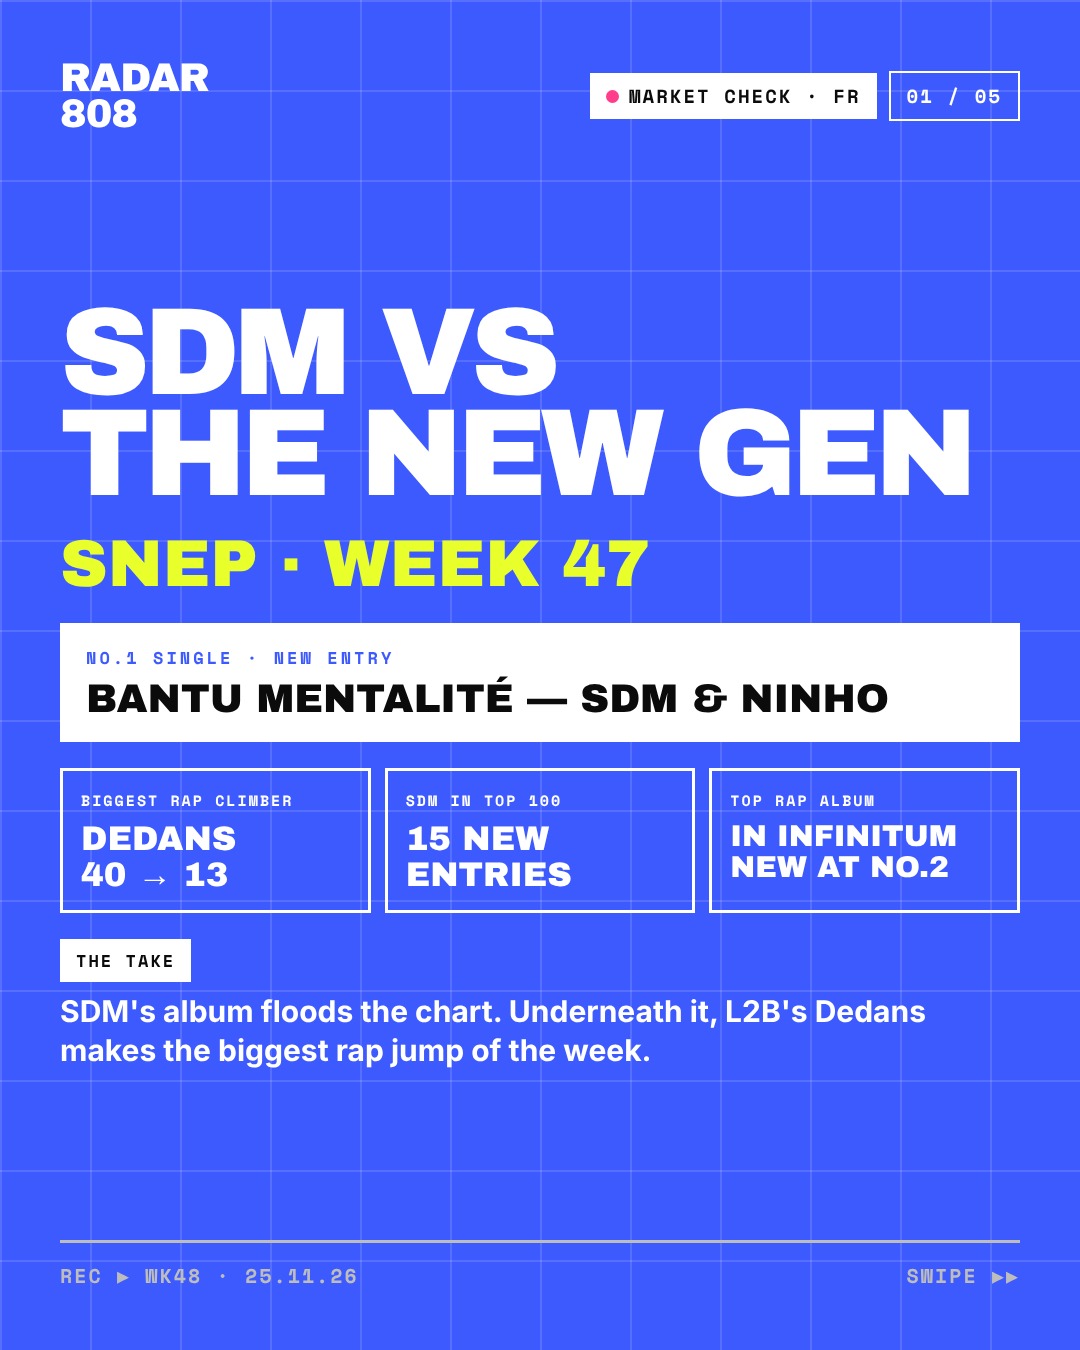 RADAR
808
MARKET CHECK · FR
01 / 05
SDM VS
THE NEW GEN
SNEP · WEEK 47
NO.1 SINGLE · NEW ENTRY
BANTU MENTALITÉ — SDM & NINHO
BIGGEST RAP CLIMBER
DEDANS
40 → 13
SDM IN TOP 100
15 NEW
ENTRIES
TOP RAP ALBUM
IN INFINITUM
NEW AT NO.2
THE TAKE
SDM's album floods the chart. Underneath it, L2B's Dedans
makes the biggest rap jump of the week.
REC ▶ WK48 · 25.11.26
SWIPE ▶▶